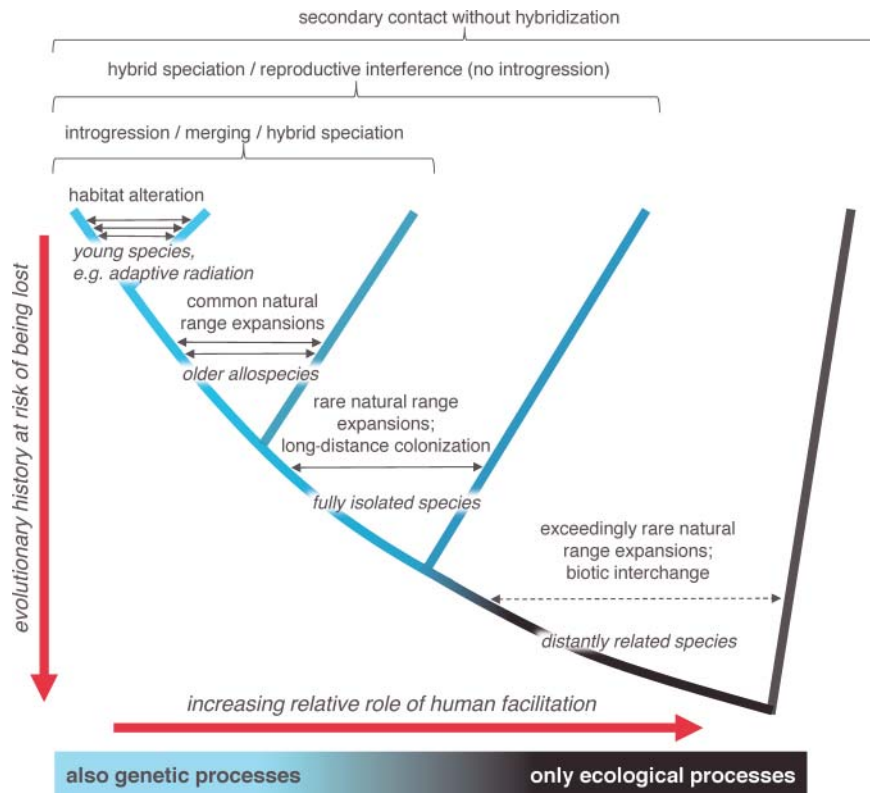 secondary contact without hybridization
hybrid speciation / reproductive interference (no introgression)
introgression / merging / hybrid speciation
habitat alteration
young species,
e.g. adaptive radiation
common natural
range expansions
older allospecies
rare natural range
expansions;
long-distance colonization
fully isolated species
exceedingly rare natural
range expansions;
biotic interchange
distantly related species
evolutionary history at risk of being lost
increasing relative role of human facilitation
also genetic processes
only ecological processes